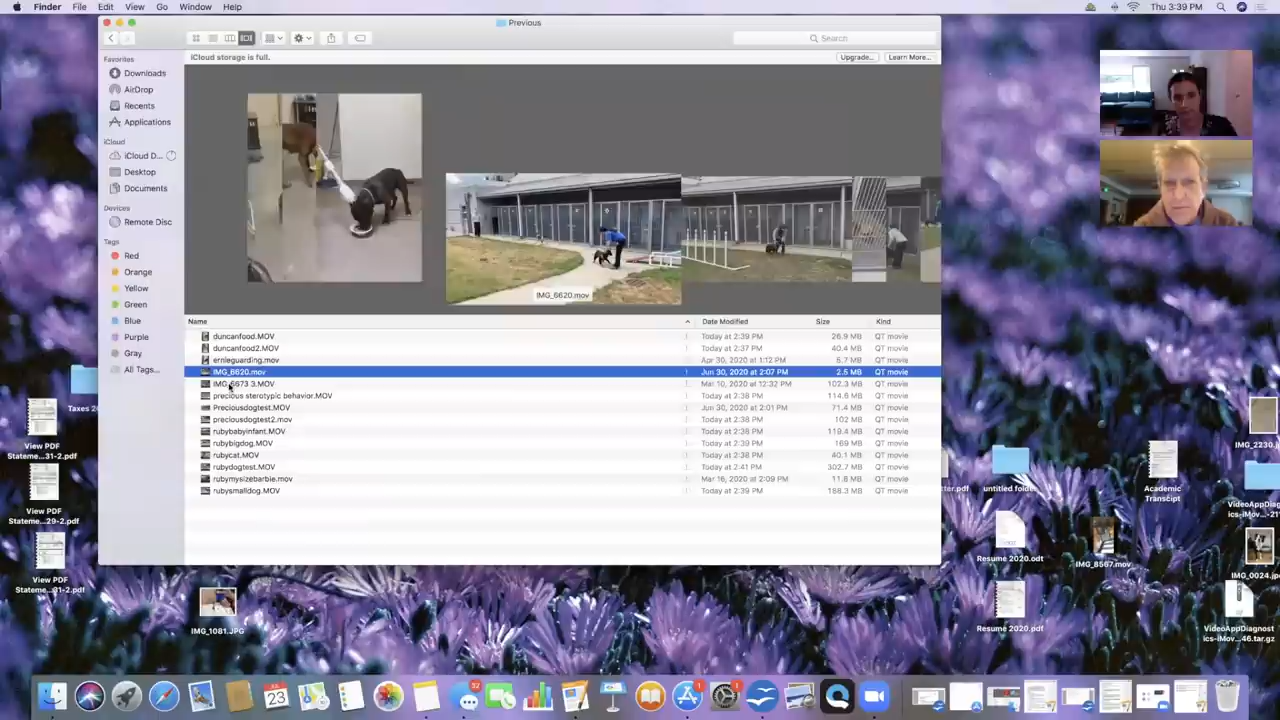 Finder File Edit View Go Window Help
Thu 3:39 PM
Previous
Search
iCloud storage is full.
Upgrade...
Learn More...
Favorites
Downloads
AirDrop
Recents
Applications
iCloud
iCloud D...
Desktop
Documents
Devices
Remote Disc
Tags
Red
Orange
Yellow
Green
Blue
Purple
Gray
All Tags...
IMG_6620.mov
Name Date Modified Size Kind
duncanfood.MOV Today at 2:39 PM 26.9 MB QT movie
duncanfood2.MOV Today at 2:37 PM 40.4 MB QT movie
ernieguarding.mov Apr 30, 2020 at 1:12 PM 5.7 MB QT movie
IMG_6620.mov Jun 30, 2020 at 2:07 PM 2.5 MB QT movie
IMG_6673 3.MOV Mar 10, 2020 at 12:32 PM 102.3 MB QT movie
precious sterotypic behavior.MOV Today at 2:38 PM 114.6 MB QT movie
Preciousdogtest.MOV Jun 30, 2020 at 2:01 PM 71.4 MB QT movie
preciousdogtest2.mov Today at 2:38 PM 102 MB QT movie
rubybabyinfant.MOV Today at 2:38 PM 119.4 MB QT movie
rubybigdog.MOV Today at 2:39 PM 169 MB QT movie
rubycat.MOV Today at 2:38 PM 40.1 MB QT movie
rubydogtest.MOV Today at 2:41 PM 302.7 MB QT movie
rubymysizebarbie.mov Mar 16, 2020 at 2:09 PM 11.8 MB QT movie
rubysmalldog.MOV Today at 2:39 PM 158.3 MB QT movie
Taxes 20
View PDF
Stateme...31-2.pdf
View PDF
Stateme...29-2.pdf
View PDF
Stateme...31-2.pdf
IMG_1081.JPG
tter.pdf
untitled folder
Academic
Transcipt
IMG_2230.j
VideoAppDiagn
ics-iMov...-21
Resume 2020.odt
IMG_8567.mov
IMG_0024.jp
Resume 2020.pdf
VideoAppDiagnost
ics-iMov...46.tar.gz
JUL
23
37
1
1